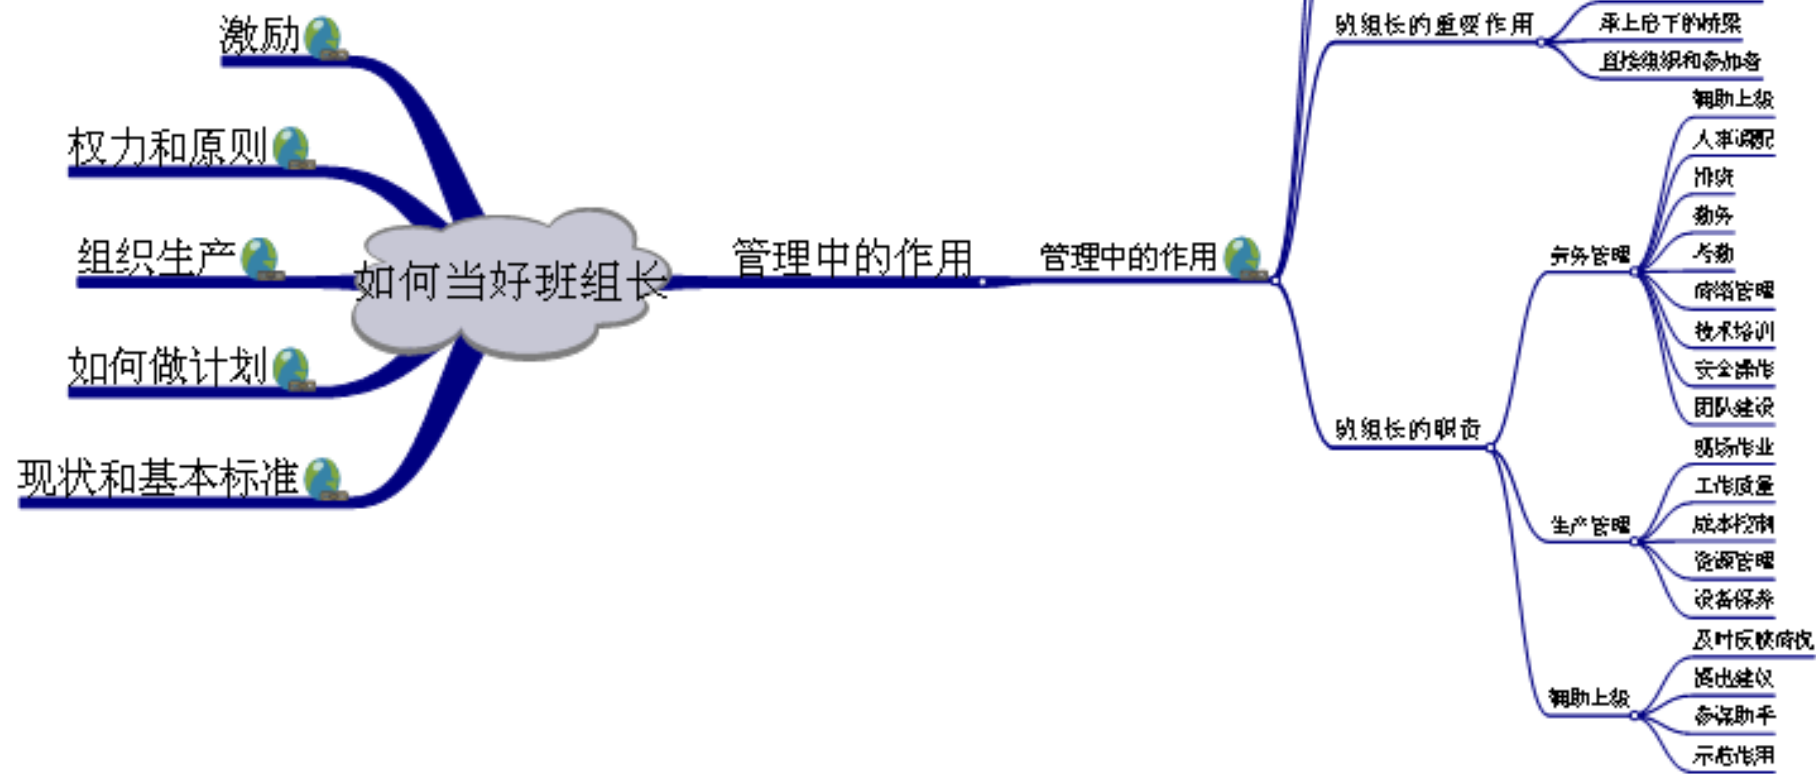 激励
权力和原则
组织生产
如何做计划
现状和基本标准
如何当好班组长
管理中的作用
管理中的作用
班组长的重要作用
承上启下的桥梁
直接组织和参加者
班组长的职责
劳务管理
辅助上级
人事调配
排班
勤务
考勤
情绪管理
技术培训
安全操作
团队建设
生产管理
现场作业
工作质量
成本控制
资源管理
设备保养
辅助上级
及时反映情况
提出建议
参谋助手
示范作用